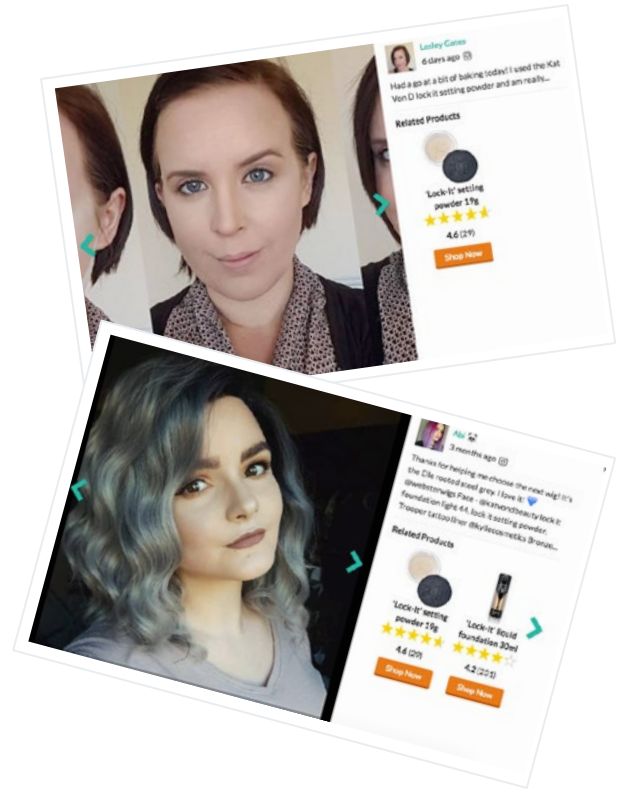 Lesley Canes
6 days ago
Had a go at a bit of baking today! I used the Kat
Von D lock it setting powder and am really...
Related Products
'Lock-It' setting
powder 19g
4.6 (29)
Shop Now
Abi
3 months ago
Thanks for helping me choose the next wig! It's
the Elle rooted steel grey. I love it! 💙
@websterwigs Face - @katvondbeauty lock it
foundation light 44, lock it setting powder,
Trooper tattoo liner @kyliecosmetics Bronze...
Related Products
'Lock-It' setting
powder 19g
4.6 (29)
Shop Now
'Lock-It' liquid
foundation 30ml
4.2 (231)
Shop Now